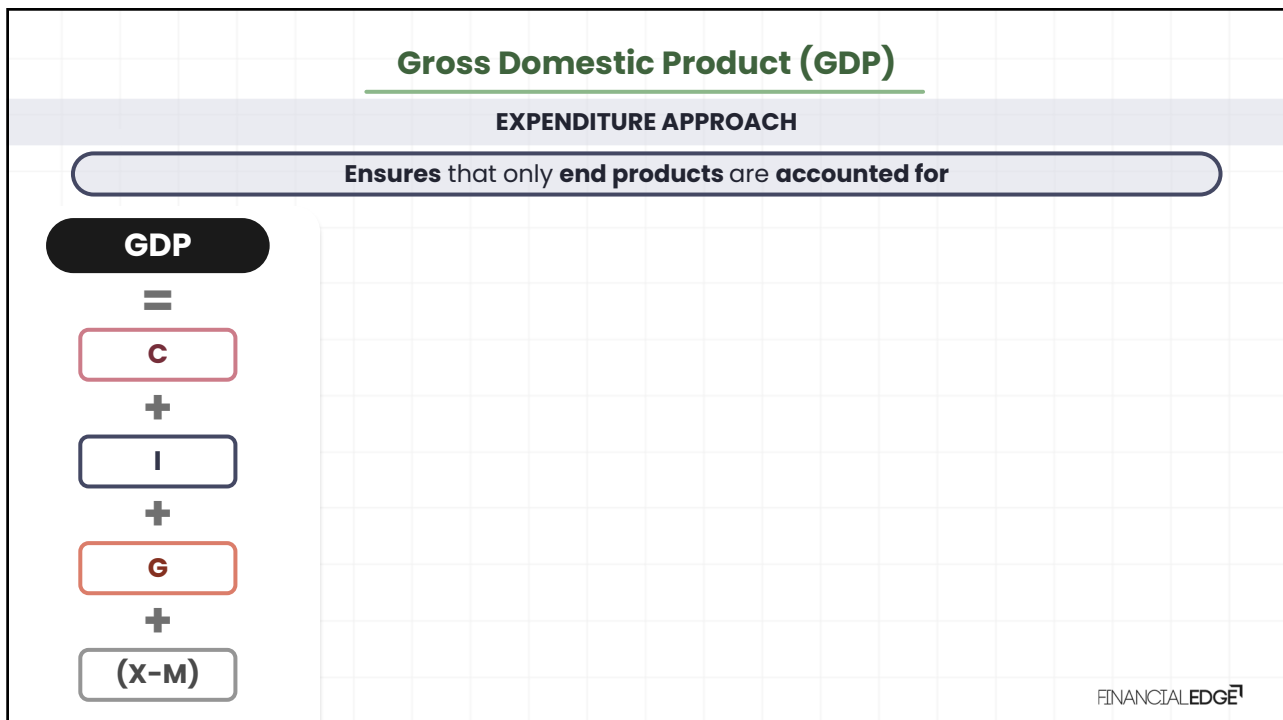 Gross Domestic Product (GDP)
EXPENDITURE APPROACH
Ensures that only end products are accounted for
GDP
=
C
+
I
+
G
+
(X-M)
FINANCIALEDGE